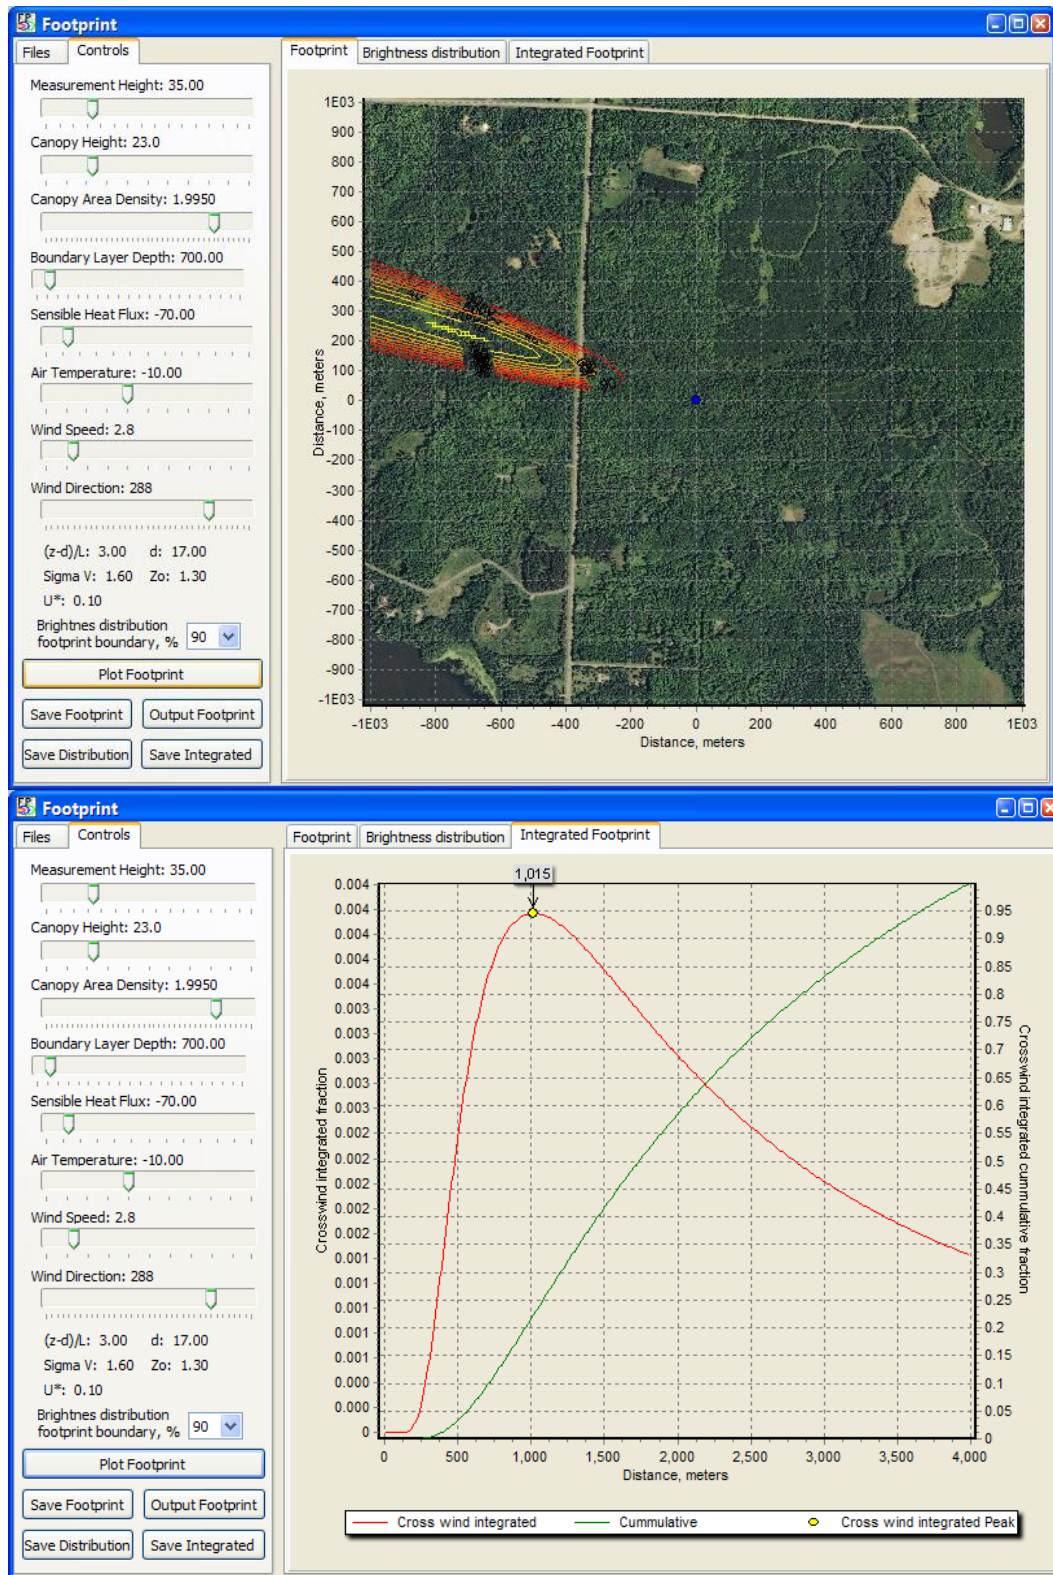 Footprint
Files Controls
Footprint Brightness distribution Integrated Footprint
Measurement Height: 35.00
Canopy Height: 23.0
Canopy Area Density: 1.9950
Boundary Layer Depth: 700.00
Sensible Heat Flux: -70.00
Air Temperature: -10.00
Wind Speed: 2.8
Wind Direction: 288
(z-d)/L: 3.00 d: 17.00
Sigma V: 1.60 Zo: 1.30
U*: 0.10
Brightnes distribution
footprint boundary, % 90
Plot Footprint
Save Footprint Output Footprint
Save Distribution Save Integrated
1E03
900
800
700
600
500
400
300
200
100
0
-100
-200
-300
-400
-500
-600
-700
-800
-900
-1E03
Distance, meters
-1E03 -800 -600 -400 -200 0 200 400 600 800 1E03
Distance, meters
Footprint
Files Controls
Footprint Brightness distribution Integrated Footprint
Measurement Height: 35.00
Canopy Height: 23.0
Canopy Area Density: 1.9950
Boundary Layer Depth: 700.00
Sensible Heat Flux: -70.00
Air Temperature: -10.00
Wind Speed: 2.8
Wind Direction: 288
(z-d)/L: 3.00 d: 17.00
Sigma V: 1.60 Zo: 1.30
U*: 0.10
Brightnes distribution
footprint boundary, % 90
Plot Footprint
Save Footprint Output Footprint
Save Distribution Save Integrated
1,015
0.004
0.004
0.004
0.004
0.003
0.003
0.003
0.003
0.003
0.003
0.002
0.002
0.002
0.002
0.002
0.001
0.001
0.001
0.001
0.001
0.000
0.000
0
Crosswind integrated fraction
0.95
0.9
0.85
0.8
0.75
0.7
0.65
0.6
0.55
0.5
0.45
0.4
0.35
0.3
0.25
0.2
0.15
0.1
0.05
0
Crosswind integrated cummulative fraction
0 500 1,000 1,500 2,000 2,500 3,000 3,500 4,000
Distance, meters
Cross wind integrated Cummulative Cross wind integrated Peak